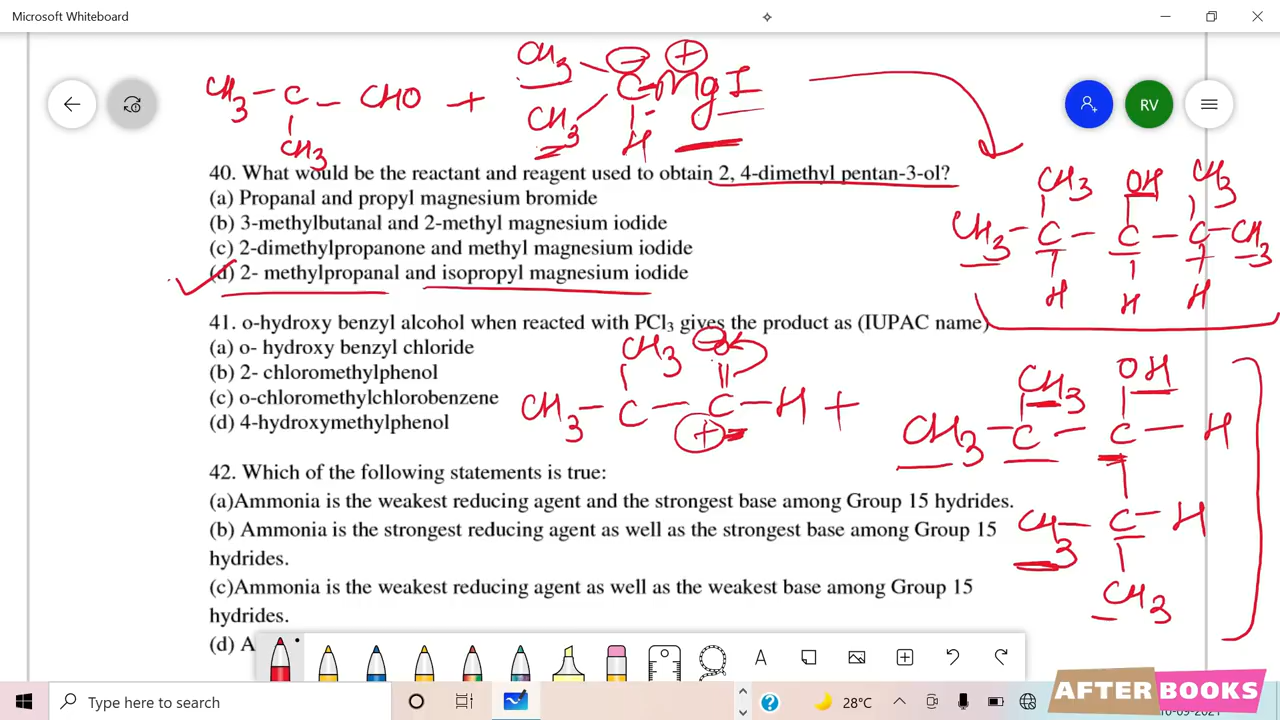 Microsoft Whiteboard
CH3 - C - CHO + CH3 C MgI
CH3
CH3 H
RV
40. What would be the reactant and reagent used to obtain 2, 4-dimethyl pentan-3-ol?
(a) Propanal and propyl magnesium bromide
(b) 3-methylbutanal and 2-methyl magnesium iodide
(c) 2-dimethylpropanone and methyl magnesium iodide
(d) 2- methylpropanal and isopropyl magnesium iodide
CH3 OH CH3
CH3 - C - C - C - CH3
H H H
41. o-hydroxy benzyl alcohol when reacted with PCl3 gives the product as (IUPAC name)
(a) o- hydroxy benzyl chloride
(b) 2- chloromethylphenol
(c) o-chloromethylchlorobenzene
(d) 4-hydroxymethylphenol
CH3 O
CH3 - C - C - H +
CH3 OH
CH3 - C - C - H
CH3 - C - H
CH3
42. Which of the following statements is true:
(a)Ammonia is the weakest reducing agent and the strongest base among Group 15 hydrides.
(b) Ammonia is the strongest reducing agent as well as the strongest base among Group 15
hydrides.
(c)Ammonia is the weakest reducing agent as well as the weakest base among Group 15
hydrides.
(d) A
AFTER BOOKS
Type here to search
28°C